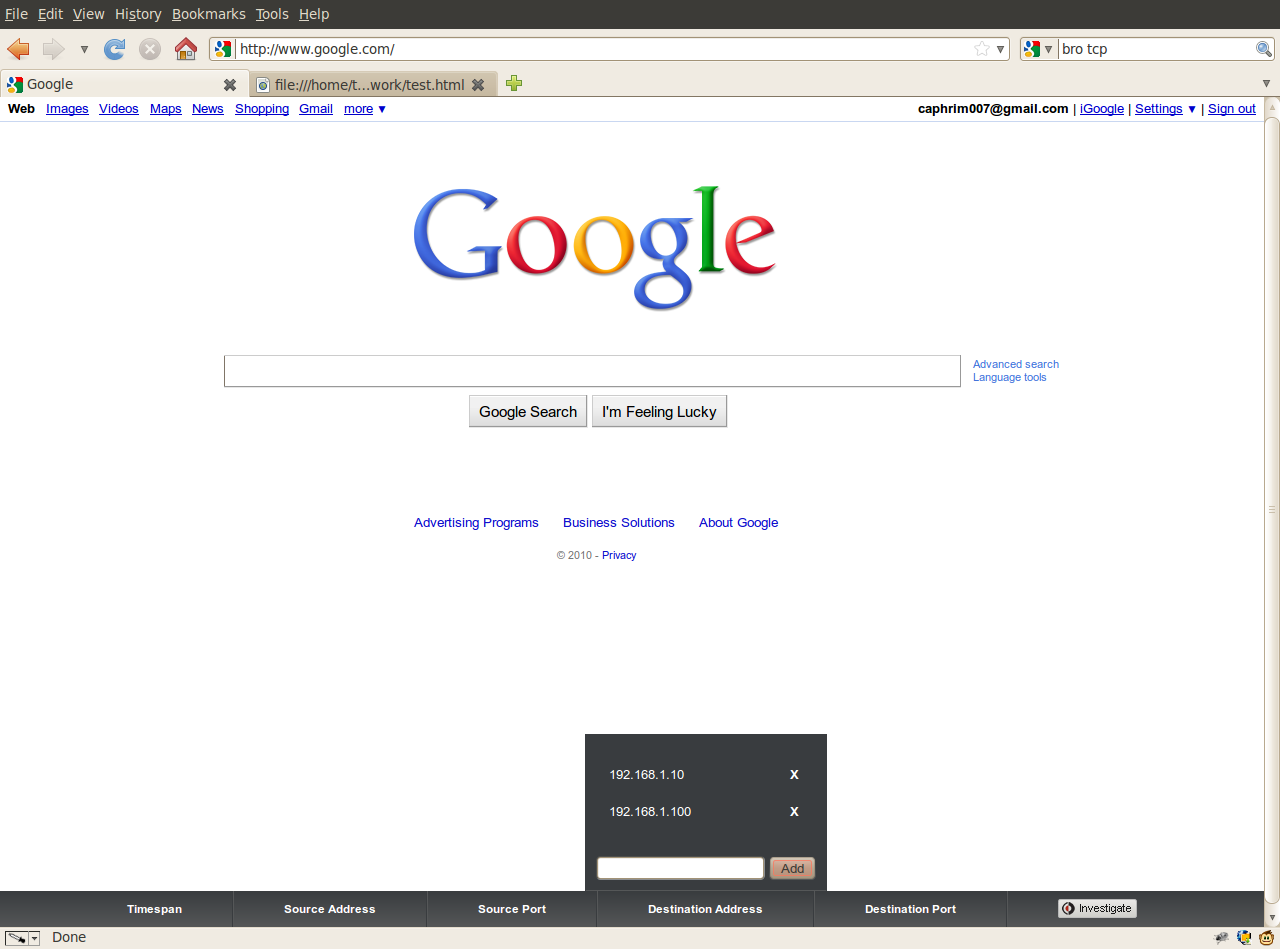 File Edit View History Bookmarks Tools Help
http://www.google.com/ bro tcp
Google file:///home/t...work/test.html
Web Images Videos Maps News Shopping Gmail more ▼ caphrim007@gmail.com | iGoogle | Settings ▼ | Sign out
Google
Advanced search
Language tools
Google Search I'm Feeling Lucky
Advertising Programs Business Solutions About Google
© 2010 - Privacy
192.168.1.10 X
192.168.1.100 X
Add
Timespan Source Address Source Port Destination Address Destination Port Investigate
Done